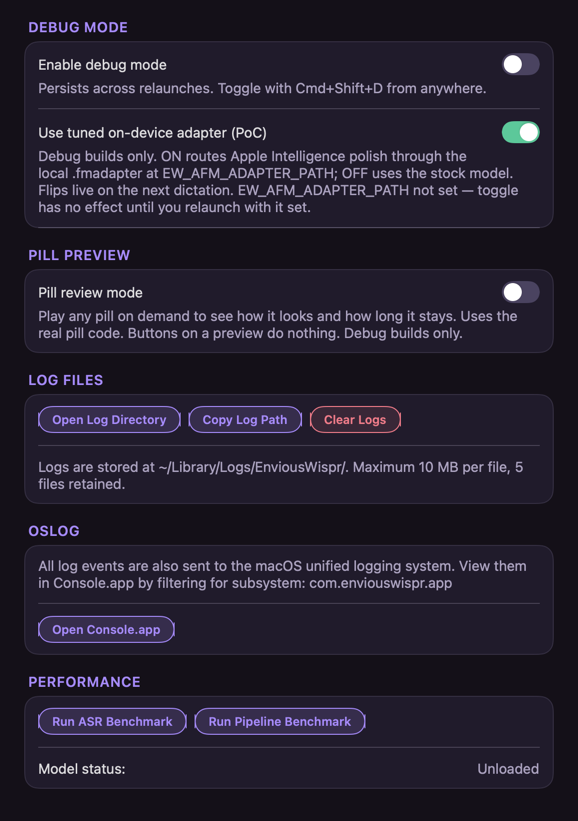 DEBUG MODE
Enable debug mode
Persists across relaunches. Toggle with Cmd+Shift+D from anywhere.
Use tuned on-device adapter (PoC)
Debug builds only. ON routes Apple Intelligence polish through the
local .fmadapter at EW_AFM_ADAPTER_PATH; OFF uses the stock model.
Flips live on the next dictation. EW_AFM_ADAPTER_PATH not set — toggle
has no effect until you relaunch with it set.
PILL PREVIEW
Pill review mode
Play any pill on demand to see how it looks and how long it stays. Uses the
real pill code. Buttons on a preview do nothing. Debug builds only.
LOG FILES
Open Log Directory
Copy Log Path
Clear Logs
Logs are stored at ~/Library/Logs/EnviousWispr/. Maximum 10 MB per file, 5
files retained.
OSLOG
All log events are also sent to the macOS unified logging system. View them
in Console.app by filtering for subsystem: com.enviouswispr.app
Open Console.app
PERFORMANCE
Run ASR Benchmark
Run Pipeline Benchmark
Model status: Unloaded